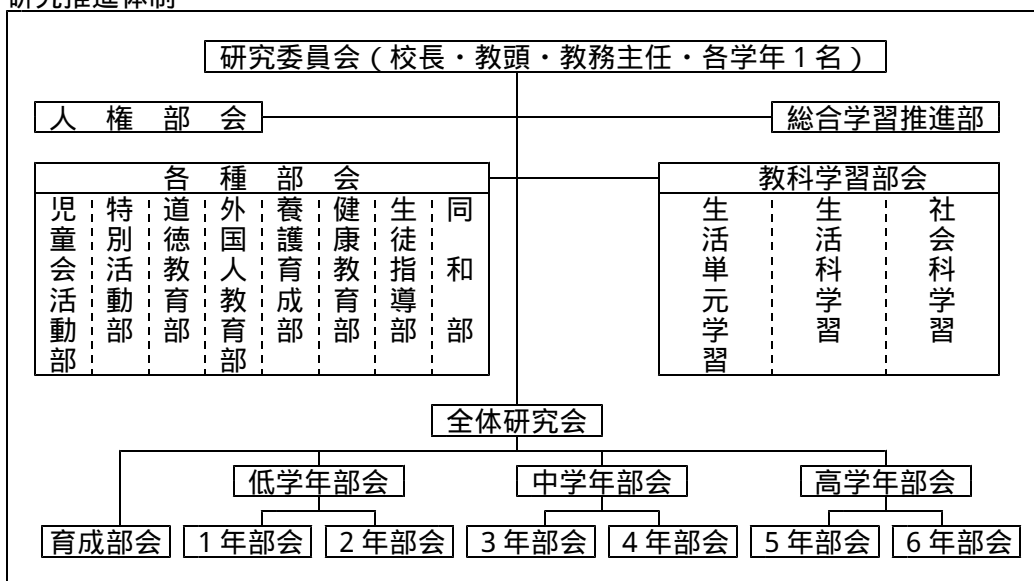 研究推進体制
研究委員会（校長・教頭・教務主任・各学年１名）
人権部会
総合学習推進部
各種部会
児童会活動部
特別活動部
道徳教育部
外国人教育部
養護育成部
健康教育部
生徒指導部
同和部
教科学習部会
生活単元学習
生活科学習
社会科学習
全体研究会
低学年部会
中学年部会
高学年部会
育成部会
１年部会
２年部会
３年部会
４年部会
５年部会
６年部会